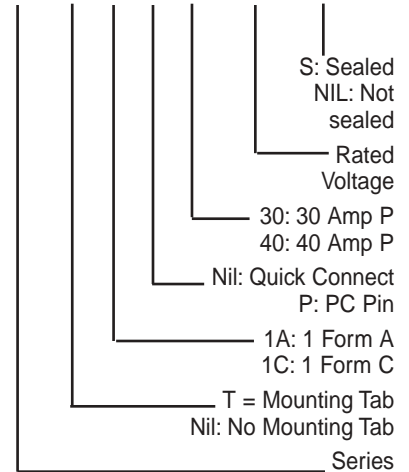 S: Sealed
NIL: Not
sealed
Rated
Voltage
30: 30 Amp P
40: 40 Amp P
Nil: Quick Connect
P: PC Pin
1A: 1 Form A
1C: 1 Form C
T = Mounting Tab
Nil: No Mounting Tab
Series